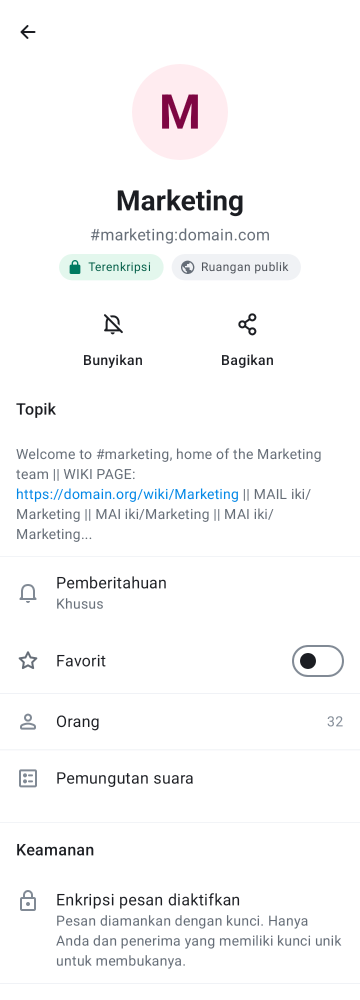 M
Marketing
#marketing:domain.com
Terenkripsi
Ruangan publik
Bunyikan
Bagikan
Topik
Welcome to #marketing, home of the Marketing
team || WIKI PAGE:
https://domain.org/wiki/Marketing || MAIL iki/
Marketing || MAI iki/Marketing || MAI iki/
Marketing...
Pemberitahuan
Khusus
Favorit
Orang
32
Pemungutan suara
Keamanan
Enkripsi pesan diaktifkan
Pesan diamankan dengan kunci. Hanya
Anda dan penerima yang memiliki kunci unik
untuk membukanya.